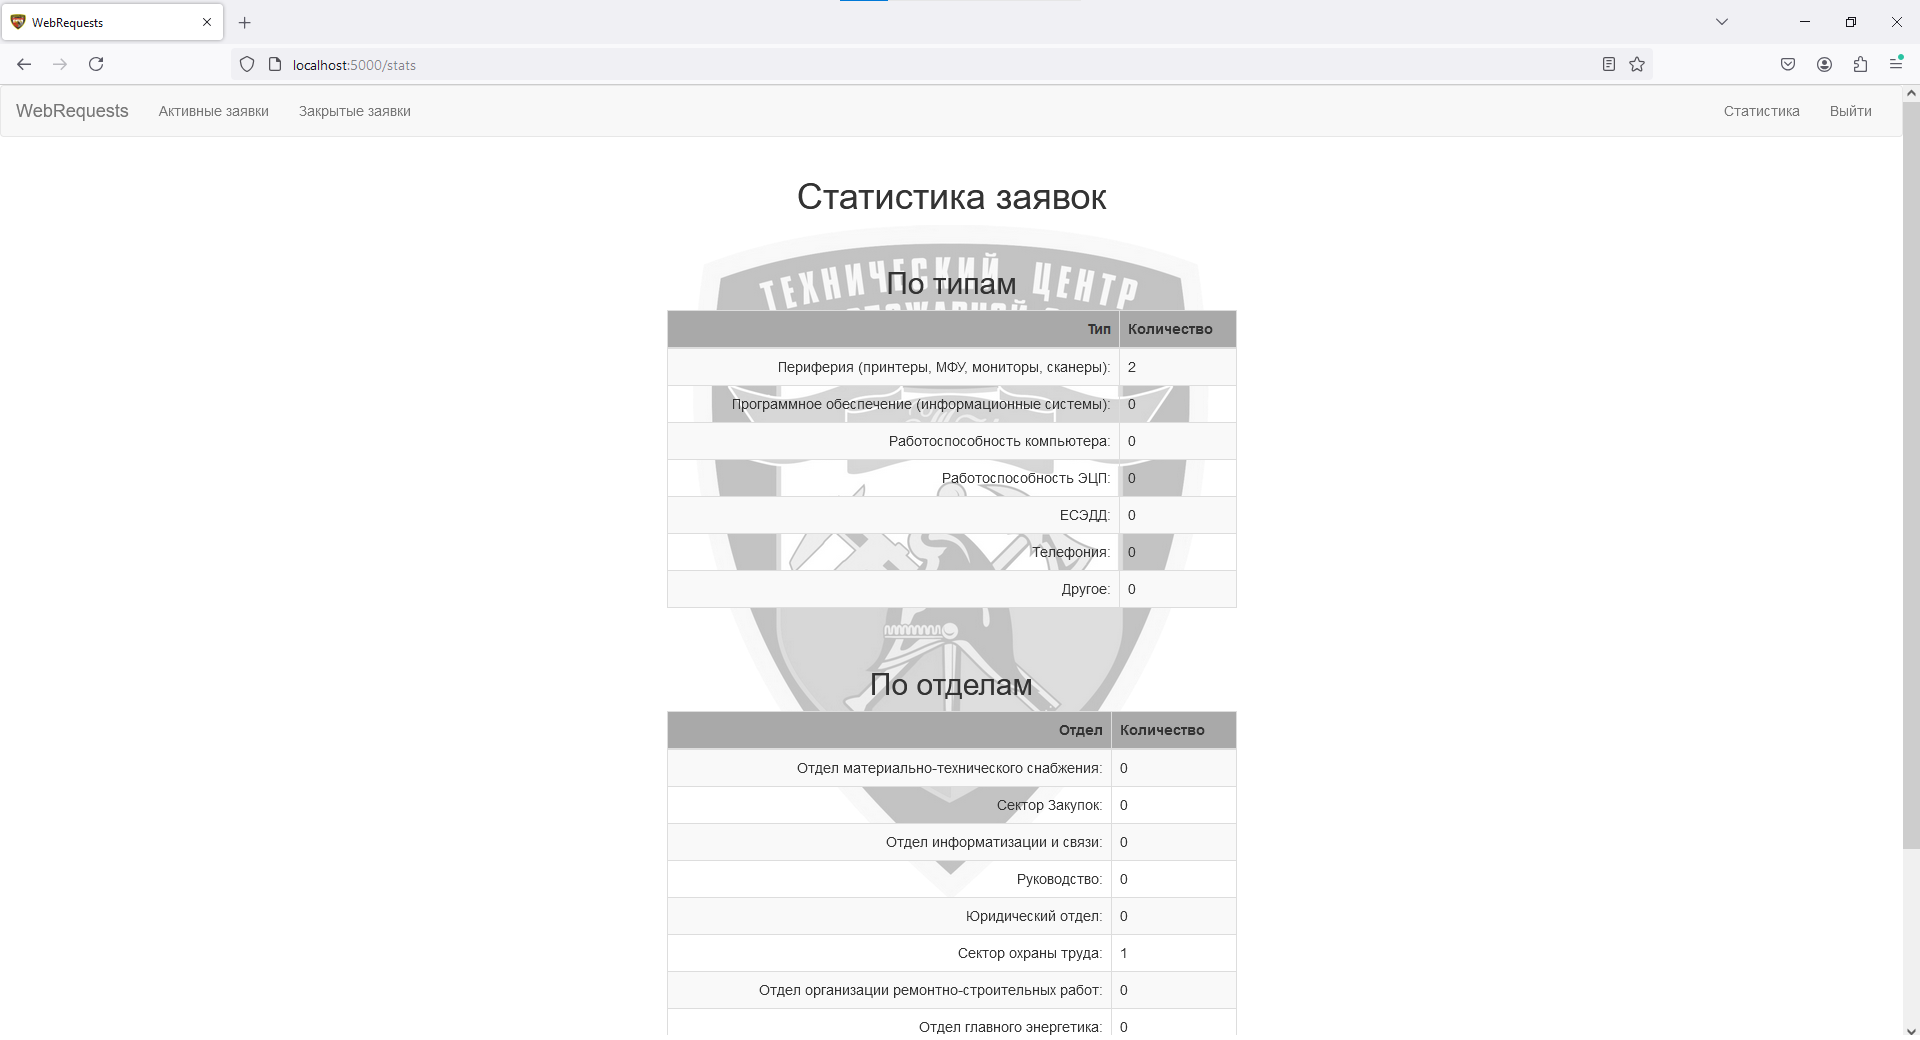 WebRequests
localhost:5000/stats
WebRequests Активные заявки Закрытые заявки Статистика Выйти
Статистика заявок
ТЕХНИЧЕСКИЙ ЦЕНТР
По типам
Тип Количество
Периферия (принтеры, МФУ, мониторы, сканеры): 2
Программное обеспечение (информационные системы): 0
Работоспособность компьютера: 0
Работоспособность ЭЦП: 0
ЕСЭДД: 0
Телефония: 0
Другое: 0
По отделам
Отдел Количество
Отдел материально-технического снабжения: 0
Сектор Закупок: 0
Отдел информатизации и связи: 0
Руководство: 0
Юридический отдел: 0
Сектор охраны труда: 1
Отдел организации ремонтно-строительных работ: 0
Отдел главного энергетика: 0